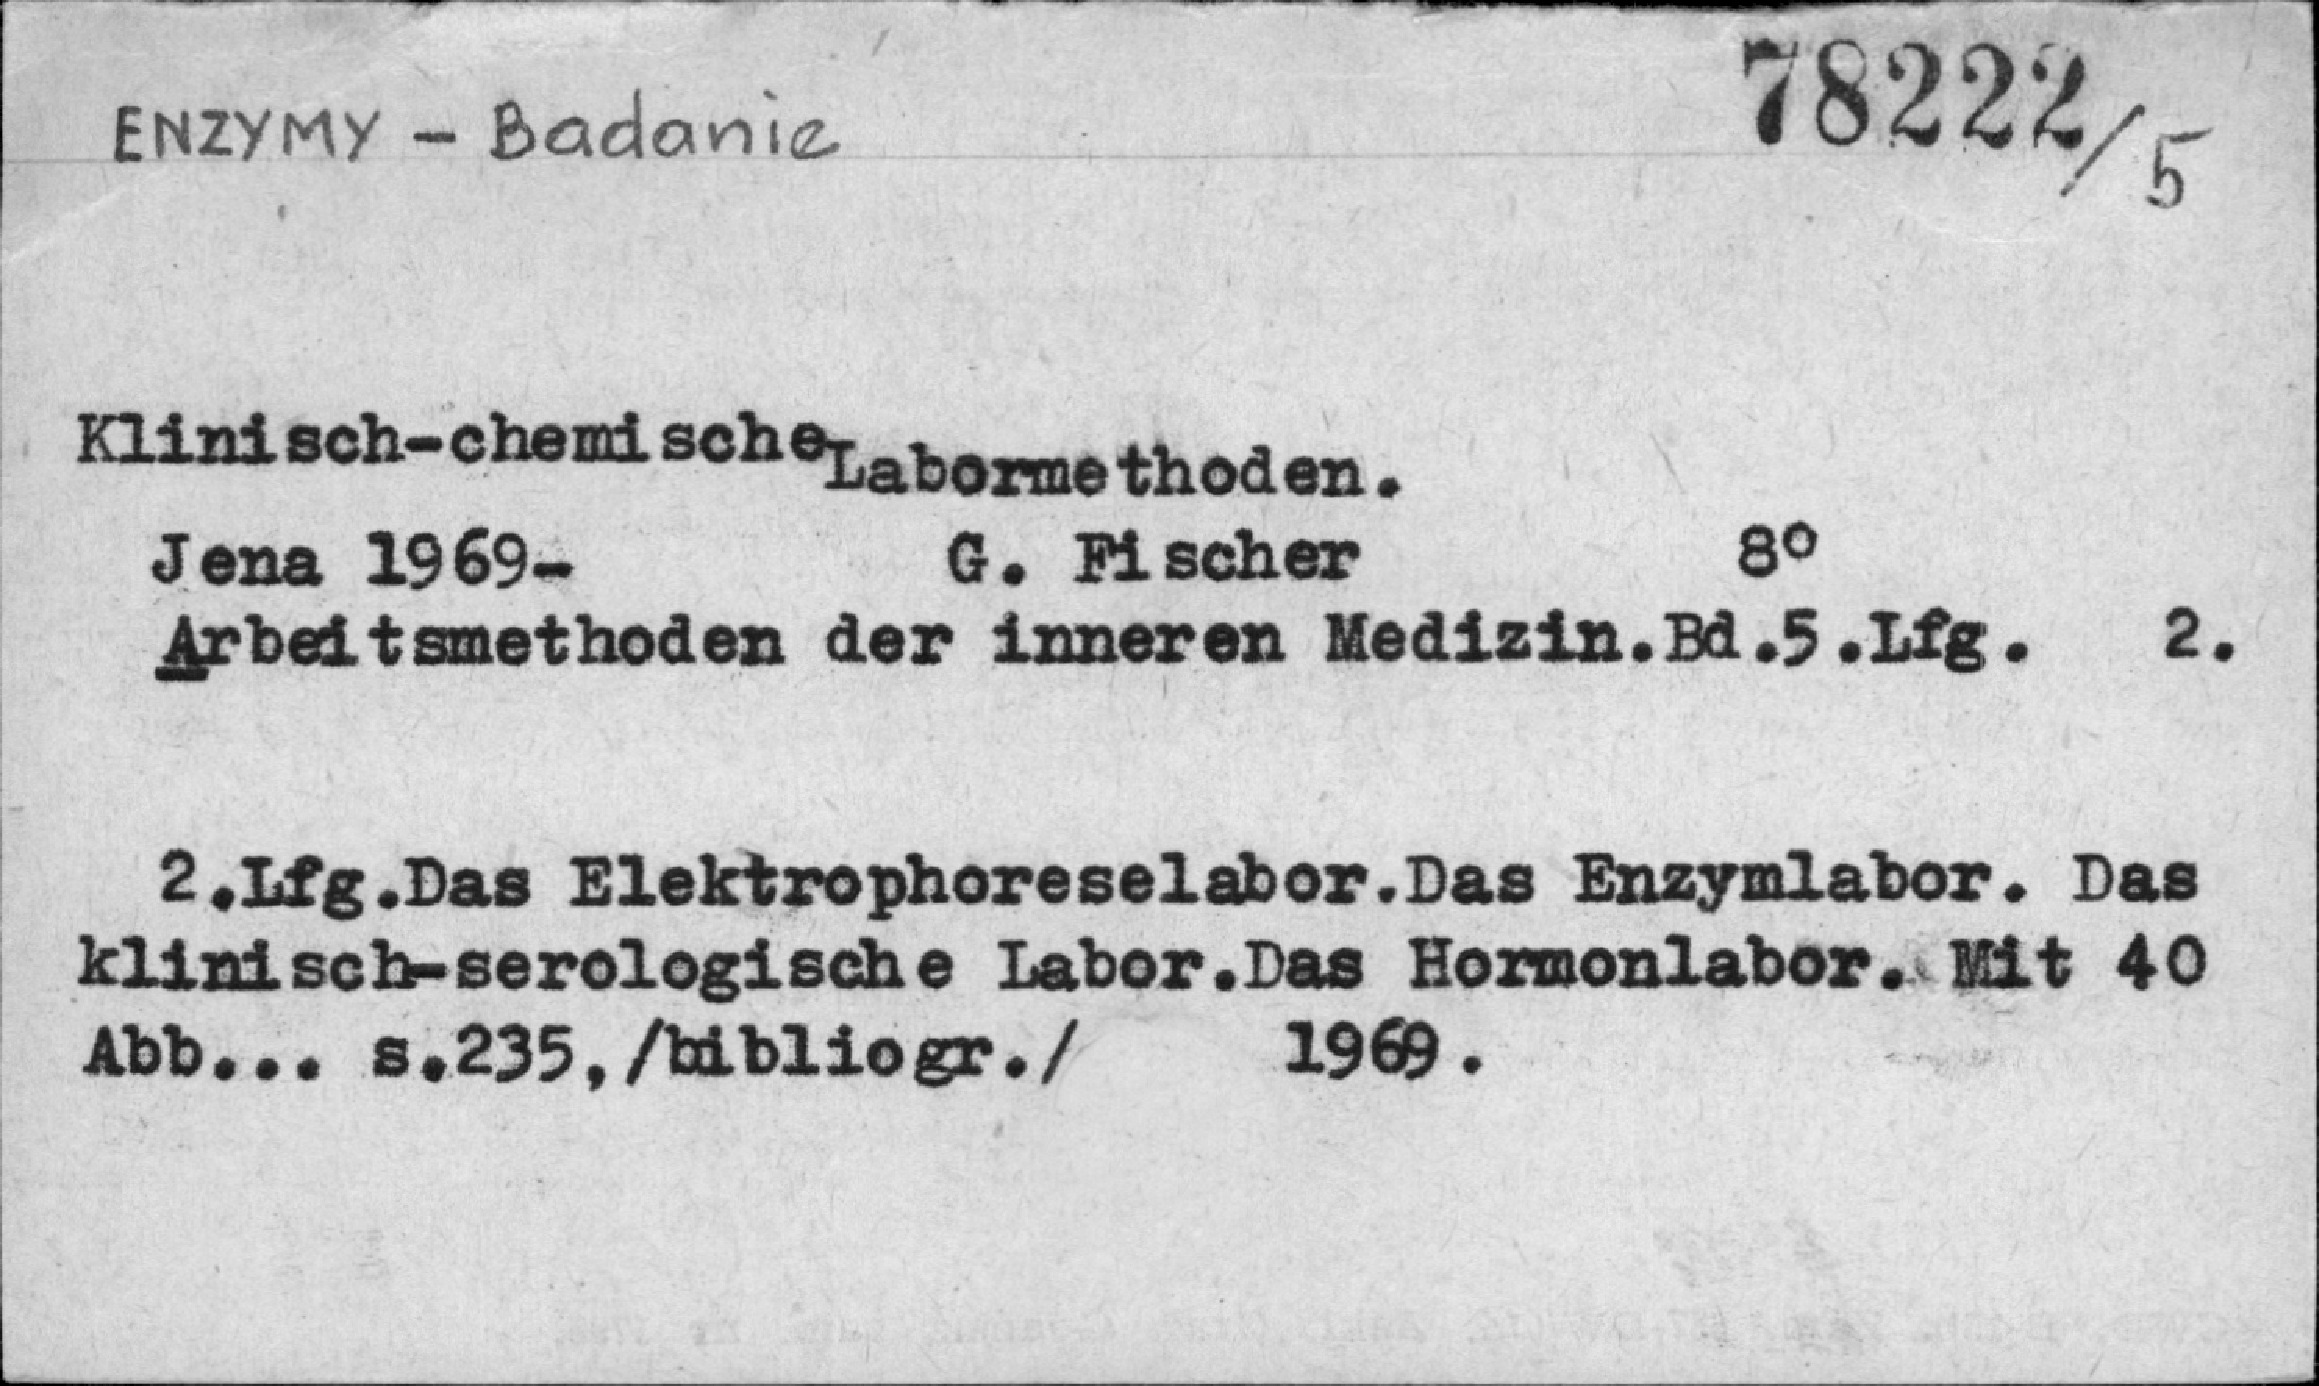 ENZYMY - Badanie
78222/5
Klinisch-chemische Labormethoden.
Jena 1969- G. Fischer 8°
Arbeitsmethoden der inneren Medizin.Bd.5.Lfg. 2.
2.Lfg.Das Elektrophoreselabor.Das Enzymlabor. Das
klinisch-serologische Labor.Das Hormonlabor. Mit 40
Abb... s.235,/bibliogr./ 1969.